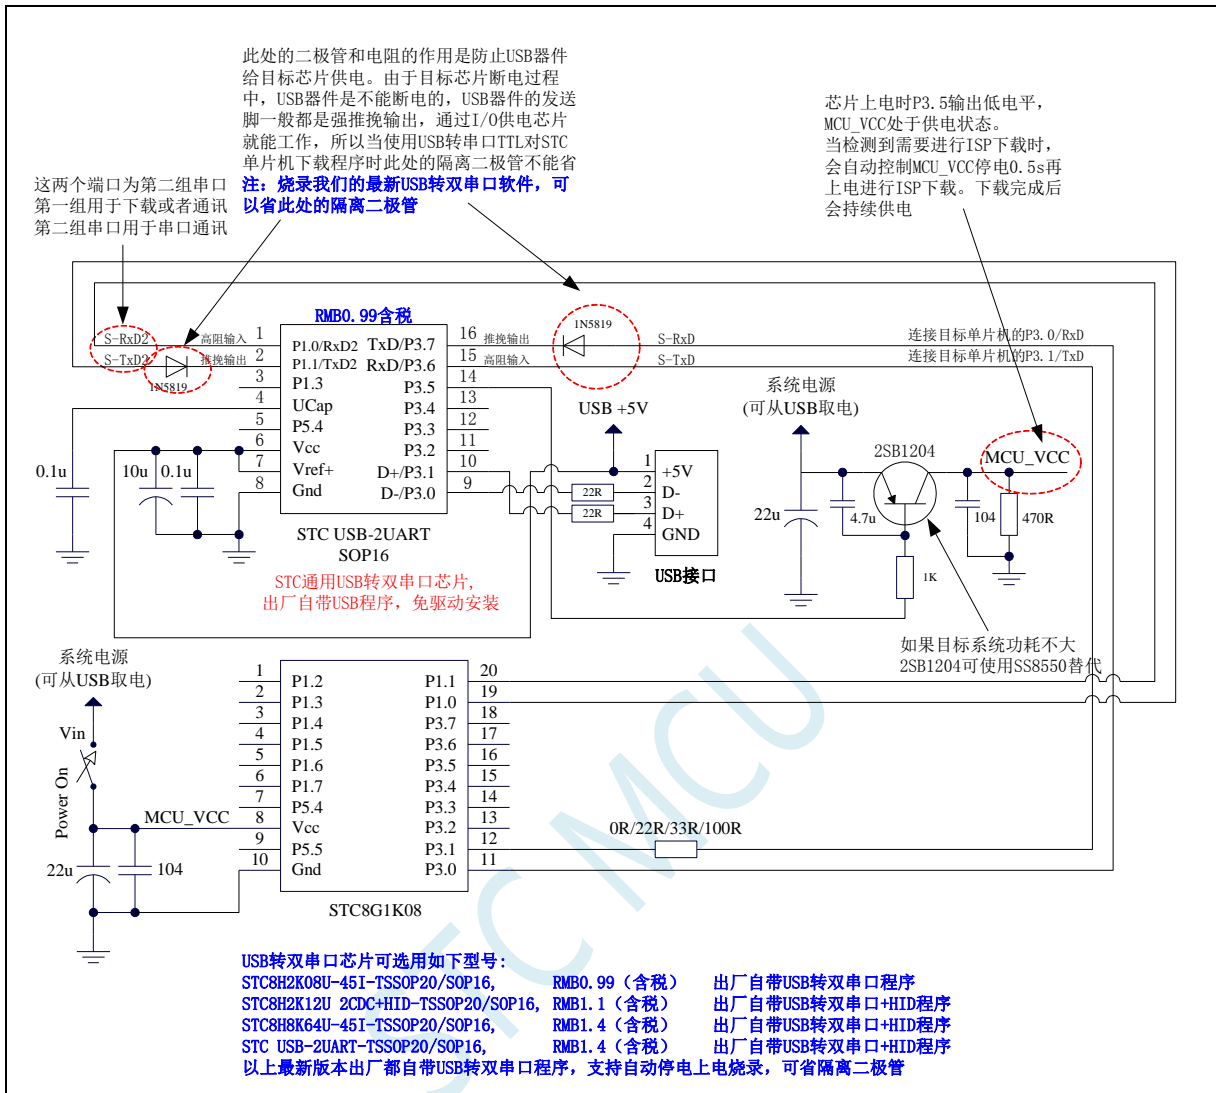 此处的二极管和电阻的作用是防止USB器件
给目标芯片供电。由于目标芯片断电过程
中，USB器件是不能断电的，USB器件的发送
脚一般都是强推挽输出，通过I/O供电芯片
就能工作，所以当使用USB转串口TTL对STC
单片机下载程序时此处的隔离二极管不能省
注：烧录我们的最新USB转双串口软件，可
以省此处的隔离二极管
芯片上电时P3.5输出低电平，
MCU_VCC处于供电状态。
当检测到需要进行ISP下载时，
会自动控制MCU_VCC停电0.5s再
上电进行ISP下载。下载完成后
会持续供电
这两个端口为第二组串口
第一组用于下载或者通讯
第二组串口用于串口通讯
RMB0.99含税
S-RxD2 高阻输入 1 P1.0/RxD2 TxD/P3.7 16 推挽输出 1N5819 S-RxD 连接目标单片机的P3.0/RxD
S-TxD2 1N5819 推挽输出 2 P1.1/TxD2 RxD/P3.6 15 高阻输入 S-TxD 连接目标单片机的P3.1/TxD
3 P1.3 P3.5 14
4 UCap P3.4 13
5 P5.4 P3.3 12
6 Vcc P3.2 11
7 Vref+ D+/P3.1 10
8 Gnd D-/P3.0 9
0.1u 10u 0.1u
STC USB-2UART
SOP16
STC通用USB转双串口芯片,
出厂自带USB程序，免驱动安装
USB +5V
22R
22R
1 +5V
2 D-
3 D+
4 GND
USB接口
系统电源
(可从USB取电)
2SB1204
MCU_VCC
22u 4.7u 104 470R
1K
如果目标系统功耗不大
2SB1204可使用SS8550替代
系统电源
(可从USB取电)
Vin
Power On
MCU_VCC
22u 104
1 P1.2 P1.1 20
2 P1.3 P1.0 19
3 P1.4 P3.7 18
4 P1.5 P3.6 17
5 P1.6 P3.5 16
6 P1.7 P3.4 15
7 P5.4 P3.3 14
8 Vcc P3.2 13
9 P5.5 P3.1 12
10 Gnd P3.0 11
0R/22R/33R/100R
STC8G1K08
STC MCU
USB转双串口芯片可选用如下型号:
STC8H2K08U-45I-TSSOP20/SOP16, RMB0.99（含税） 出厂自带USB转双串口程序
STC8H2K12U 2CDC+HID-TSSOP20/SOP16, RMB1.1（含税） 出厂自带USB转双串口+HID程序
STC8H8K64U-45I-TSSOP20/SOP16, RMB1.4（含税） 出厂自带USB转双串口+HID程序
STC USB-2UART-TSSOP20/SOP16, RMB1.4（含税） 出厂自带USB转双串口+HID程序
以上最新版本出厂都自带USB转双串口程序，支持自动停电上电烧录，可省隔离二极管